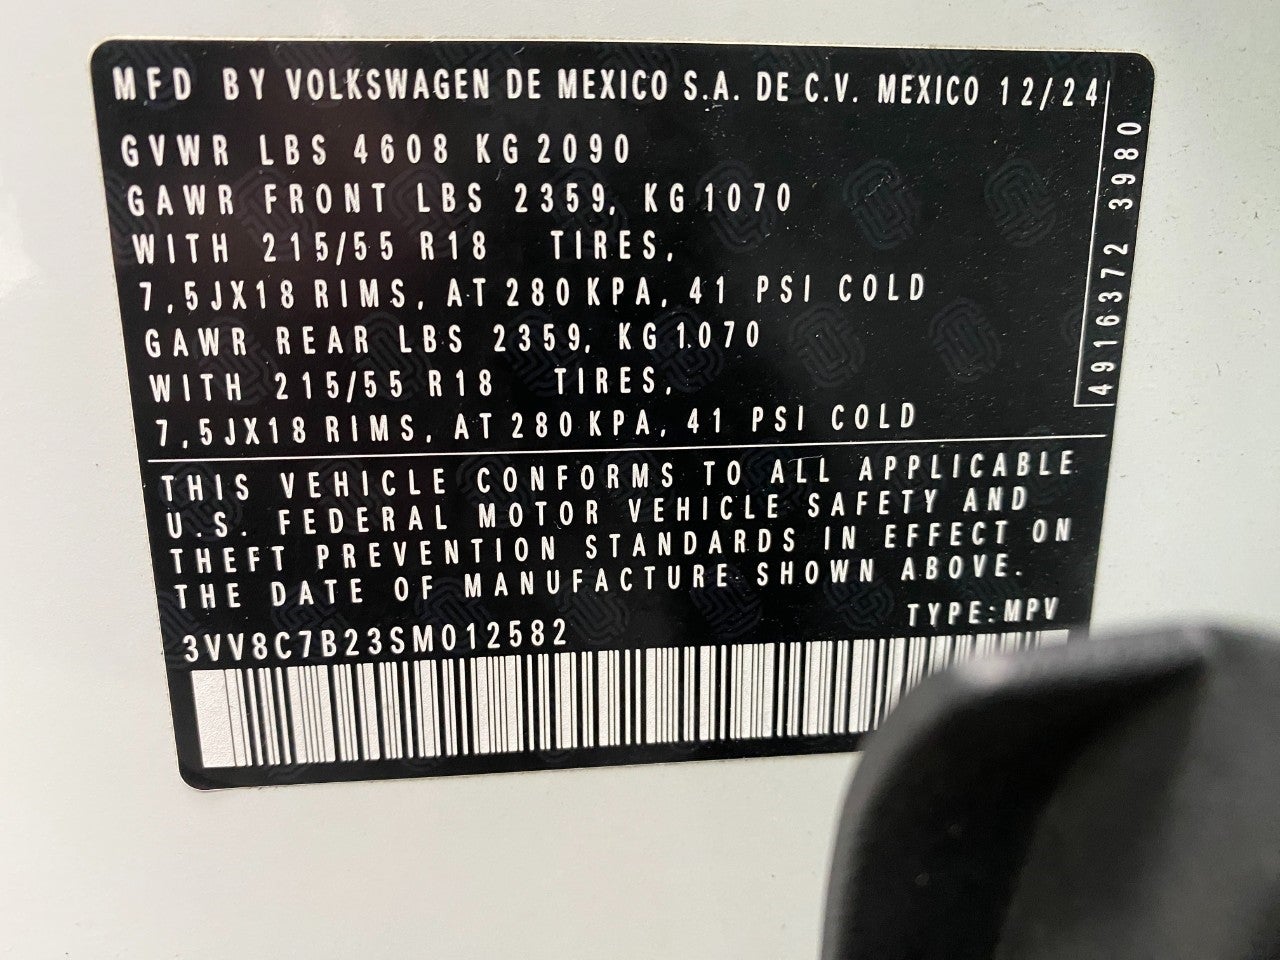 MFD BY VOLKSWAGEN DE MEXICO S.A. DE C.V. MEXICO 12/24
GVWR LBS 4608 KG 2090
GAWR FRONT LBS 2359, KG 1070
WITH 215/55 R18 TIRES,
7,5JX18 RIMS, AT 280 KPA, 41 PSI COLD
GAWR REAR LBS 2359, KG 1070
WITH 215/55 R18 TIRES,
7,5JX18 RIMS, AT 280 KPA, 41 PSI COLD
4916372 3980
THIS VEHICLE CONFORMS TO ALL APPLICABLE
U.S. FEDERAL MOTOR VEHICLE SAFETY AND
THEFT PREVENTION STANDARDS IN EFFECT ON
THE DATE OF MANUFACTURE SHOWN ABOVE.
3VV8C7B23SM012582 TYPE:MPV